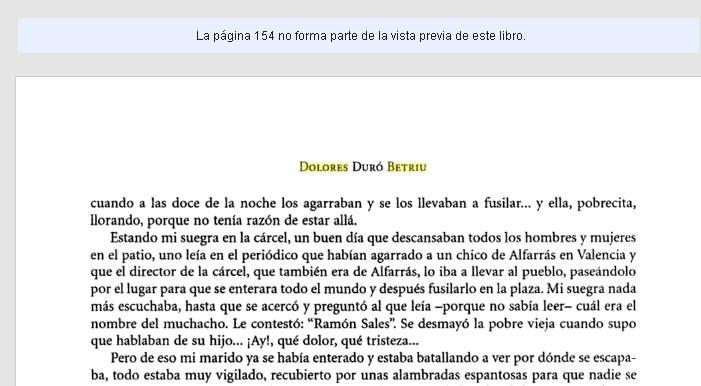 La página 154 no forma parte de la vista previa de este libro.
DOLORES DURÓ BETRIU
cuando a las doce de la noche los agarraban y se los llevaban a fusilar... y ella, pobrecita,
llorando, porque no tenía razón de estar allá.
Estando mi suegra en la cárcel, un buen día que descansaban todos los hombres y mujeres
en el patio, uno leía en el periódico que habían agarrado a un chico de Alfarrás en Valencia y
que el director de la cárcel, que también era de Alfarrás, lo iba a llevar al pueblo, paseándolo
por el lugar para que se enterara todo el mundo y después fusilarlo en la plaza. Mi suegra nada
más escuchaba, hasta que se acercó y preguntó al que leía –porque no sabía leer– cuál era el
nombre del muchacho. Le contestó: “Ramón Sales”. Se desmayó la pobre vieja cuando supo
que hablaban de su hijo... ¡Ay!, qué dolor, qué tristeza...
Pero de eso mi marido ya se había enterado y estaba batallando a ver por dónde se escapa-
ba, todo estaba muy vigilado, recubierto por unas alambradas espantosas para que nadie se